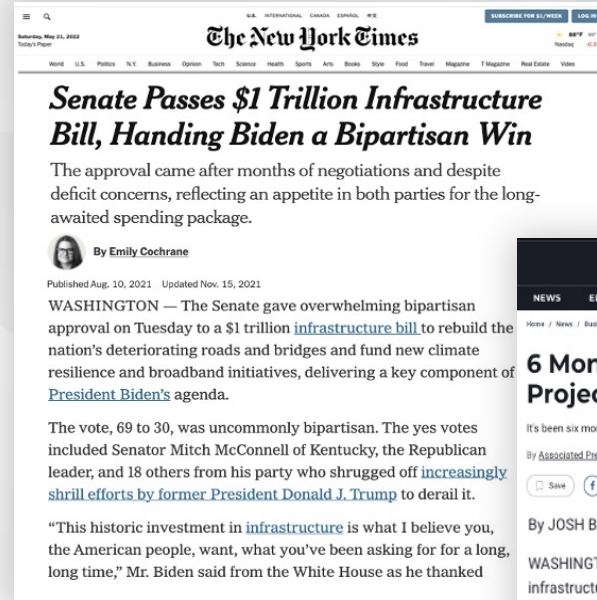 U.S. INTERNATIONAL CANADA ESPAÑOL 中文
SUBSCRIBE FOR $1/WEEK LOG IN
Saturday, May 21, 2022
Today's Paper
The New York Times
88°F
Nasdaq -0.3
World U.S. Politics N.Y. Business Opinion Tech Science Health Sports Arts Books Style Food Travel Magazine T Magazine Real Estate Video
Senate Passes $1 Trillion Infrastructure
Bill, Handing Biden a Bipartisan Win
The approval came after months of negotiations and despite
deficit concerns, reflecting an appetite in both parties for the long-
awaited spending package.
By Emily Cochrane
Published Aug. 10, 2021 Updated Nov. 15, 2021
WASHINGTON — The Senate gave overwhelming bipartisan
approval on Tuesday to a $1 trillion infrastructure bill to rebuild the
nation's deteriorating roads and bridges and fund new climate
resilience and broadband initiatives, delivering a key component of
President Biden's agenda.
The vote, 69 to 30, was uncommonly bipartisan. The yes votes
included Senator Mitch McConnell of Kentucky, the Republican
leader, and 18 others from his party who shrugged off increasingly
shrill efforts by former President Donald J. Trump to derail it.
“This historic investment in infrastructure is what I believe you,
the American people, want, what you've been asking for for a long,
long time,” Mr. Biden said from the White House as he thanked
NEWS
Home / News / Bus
6 Mon
Projec
It's been six mo
By Associated Pre
Save
By JOSH B
WASHINGT
infrastructu